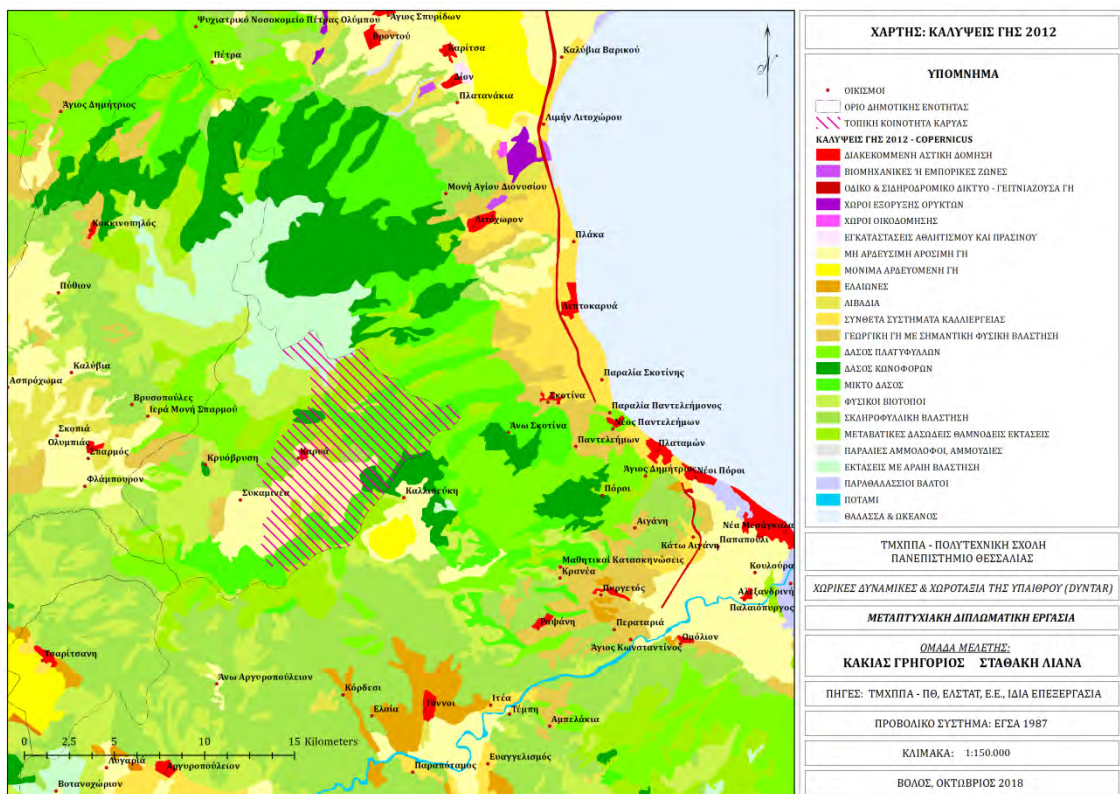 Ψυχιατρικό Νοσοκομείο Πέτρας Ολύμπου
Άγιος Σπυρίδων
Βροντού
Καρίτσα
Καλύβια Βαρικού
Πέτρα
Δίον
Πλατανάκια
Άγιος Δημήτριος
Λιμήν Λιτοχώρου
Μονή Αγίου Διονυσίου
Λιτόχωρον
Κοκκινοπηλός
Πλάκα
Πύθιον
Λεπτοκαρυά
Καλύβια
Ασπρόχωμα
Παραλία Σκοτίνης
Βρυσοπούλες
Ιερά Μονή Σπαρμού
Σκοτίνα
Παραλία Παντελεήμονος
Νέος Παντελεήμων
Σκοπιά
Ολυμπιάς
Άνω Σκοτίνα
Παντελεήμων
Πλαταμών
Σπαρμός
Κρυόβρυση
Καρυά
Άγιος Δημήτριος
Νέοι Πόροι
Φλάμπουρον
Συκαμινέα
Καλλιπεύκη
Πόροι
Αιγάνη
Νέα Μεσάγκαλα
Παπαπούλι
Κάτω Αιγάνη
Μαθητικαί Κατασκηνώσεις
Κρανέα
Κουλούρα
Πυργετός
Αλεξανδρινή
Παλαιόπυργος
Ραψάνη
Περαταριά
Ομόλιον
Άγιος Κωνσταντίνος
Τσαρίτσανη
Άνω Αργυροπούλειον
Κόρδεσι
Γόννοι
Ιτέα
Ελαία
Τέμπη
Αμπελάκια
0 2,5 5 10 15 Kilometers
Λυγαριά
Αργυροπούλειον
Ευαγγελισμός
Παραπόταμος
Βοτανοχώριον
ΧΑΡΤΗΣ: ΚΑΛΥΨΕΙΣ ΓΗΣ 2012
ΥΠΟΜΝΗΜΑ
ΟΙΚΙΣΜΟΙ
ΟΡΙΟ ΔΗΜΟΤΙΚΗΣ ΕΝΟΤΗΤΑΣ
ΤΟΠΙΚΗ ΚΟΙΝΟΤΗΤΑ ΚΑΡΥΑΣ
ΚΑΛΥΨΕΙΣ ΓΗΣ 2012 - COPERNICUS
ΔΙΑΚΕΚΟΜΜΕΝΗ ΑΣΤΙΚΗ ΔΟΜΗΣΗ
ΒΙΟΜΗΧΑΝΙΚΕΣ Ή ΕΜΠΟΡΙΚΕΣ ΖΩΝΕΣ
ΟΔΙΚΟ & ΣΙΔΗΡΟΔΡΟΜΙΚΟ ΔΙΚΤΥΟ - ΓΕΙΤΝΙΑΖΟΥΣΑ ΓΗ
ΧΩΡΟΙ ΕΞΟΡΥΞΗΣ ΟΡΥΚΤΩΝ
ΧΩΡΟΙ ΟΙΚΟΔΟΜΗΣΗΣ
ΕΓΚΑΤΑΣΤΑΣΕΙΣ ΑΘΛΗΤΙΣΜΟΥ ΚΑΙ ΠΡΑΣΙΝΟΥ
ΜΗ ΑΡΔΕΥΣΙΜΗ ΑΡΟΣΙΜΗ ΓΗ
ΜΟΝΙΜΑ ΑΡΔΕΥΟΜΕΝΗ ΓΗ
ΕΛΑΙΩΝΕΣ
ΛΙΒΑΔΙΑ
ΣΥΝΘΕΤΑ ΣΥΣΤΗΜΑΤΑ ΚΑΛΛΙΕΡΓΕΙΑΣ
ΓΕΩΡΓΙΚΗ ΓΗ ΜΕ ΣΗΜΑΝΤΙΚΗ ΦΥΣΙΚΗ ΒΛΑΣΤΗΣΗ
ΔΑΣΟΣ ΠΛΑΤΥΦΥΛΛΩΝ
ΔΑΣΟΣ ΚΩΝΟΦΟΡΩΝ
ΜΙΚΤΟ ΔΑΣΟΣ
ΦΥΣΙΚΟΙ ΒΙΟΤΟΠΟΙ
ΣΚΛΗΡΟΦΥΛΛΙΚΗ ΒΛΑΣΤΗΣΗ
ΜΕΤΑΒΑΤΙΚΕΣ ΔΑΣΩΔΕΙΣ ΘΑΜΝΩΔΕΙΣ ΕΚΤΑΣΕΙΣ
ΠΑΡΑΛΙΕΣ ΑΜΜΟΛΟΦΟΙ, ΑΜΜΟΥΔΙΕΣ
ΕΚΤΑΣΕΙΣ ΜΕ ΑΡΑΙΗ ΒΛΑΣΤΗΣΗ
ΠΑΡΑΘΑΛΑΣΣΙΟΙ ΒΑΛΤΟΙ
ΠΟΤΑΜΙ
ΘΑΛΑΣΣΑ & ΩΚΕΑΝΟΣ
ΤΜΧΠΠΑ - ΠΟΛΥΤΕΧΝΙΚΗ ΣΧΟΛΗ
ΠΑΝΕΠΙΣΤΗΜΙΟ ΘΕΣΣΑΛΙΑΣ
ΧΩΡΙΚΕΣ ΔΥΝΑΜΙΚΕΣ & ΧΩΡΟΤΑΞΙΑ ΤΗΣ ΥΠΑΙΘΡΟΥ (DYNTAR)
ΜΕΤΑΠΤΥΧΙΑΚΗ ΔΙΠΛΩΜΑΤΙΚΗ ΕΡΓΑΣΙΑ
ΟΜΑΔΑ ΜΕΛΕΤΗΣ:
ΚΑΚΙΑΣ ΓΡΗΓΟΡΙΟΣ ΣΤΑΘΑΚΗ ΛΙΑΝΑ
ΠΗΓΕΣ: ΤΜΧΠΠΑ - ΠΘ, ΕΛΣΤΑΤ, Ε.Ε., ΙΔΙΑ ΕΠΕΞΕΡΓΑΣΙΑ
ΠΡΟΒΟΛΙΚΟ ΣΥΣΤΗΜΑ: ΕΓΣΑ 1987
ΚΛΙΜΑΚΑ: 1:150.000
ΒΟΛΟΣ, ΟΚΤΩΒΡΙΟΣ 2018